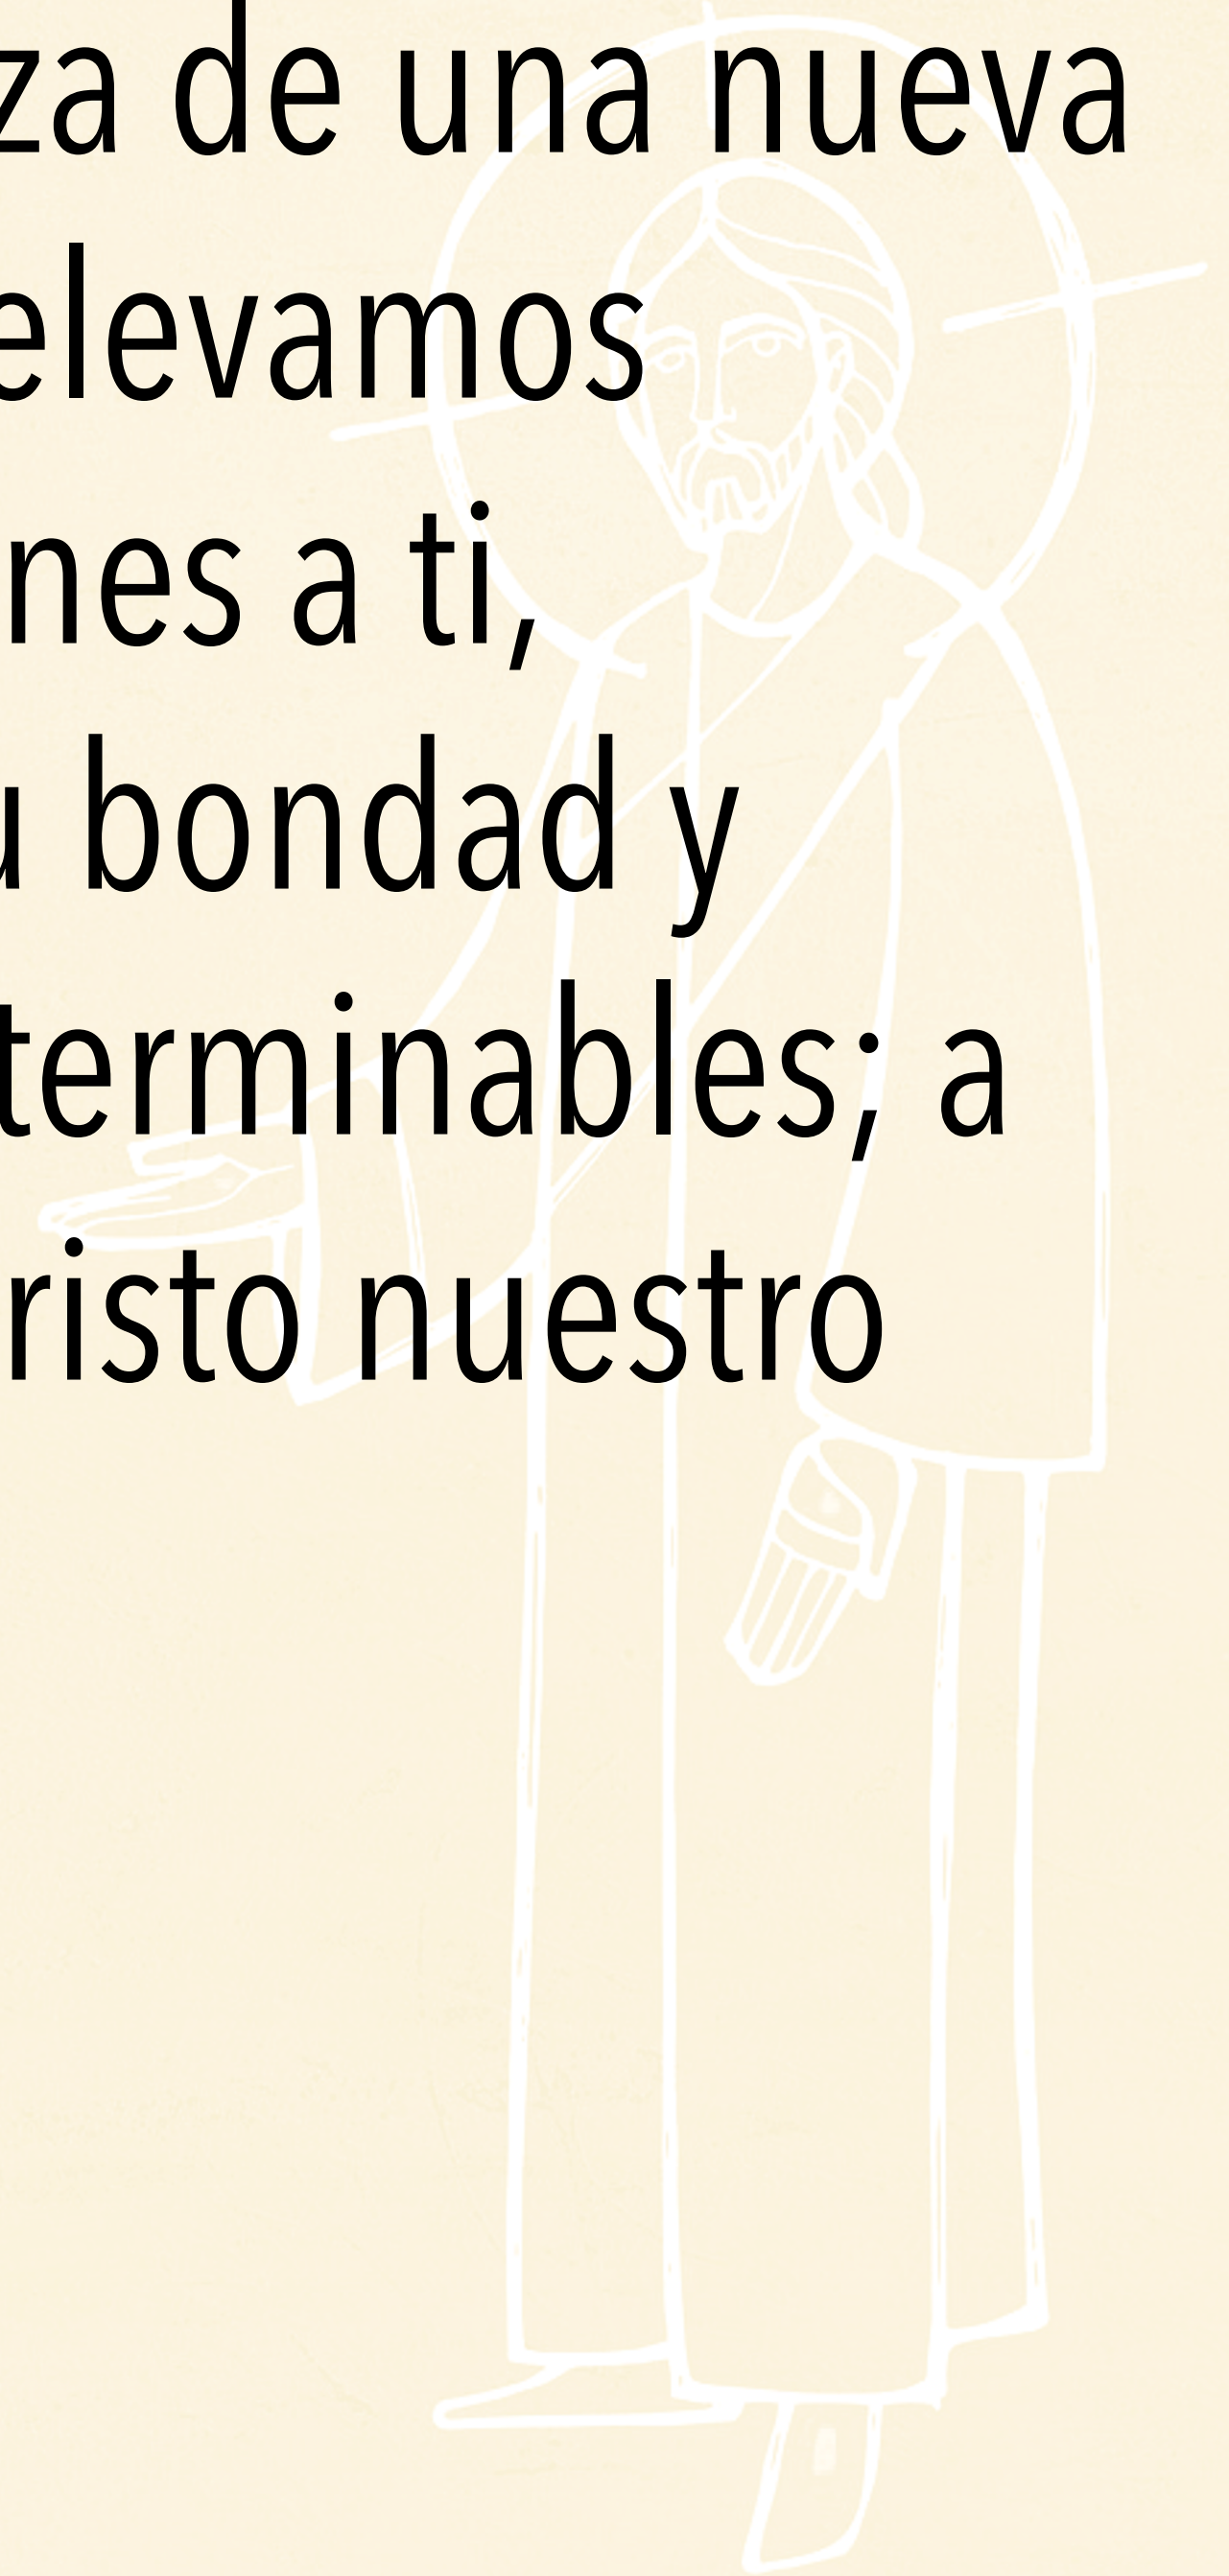 za de una nueva
elevamos
nes a ti,
u bondad y
terminables; a
risto nuestro